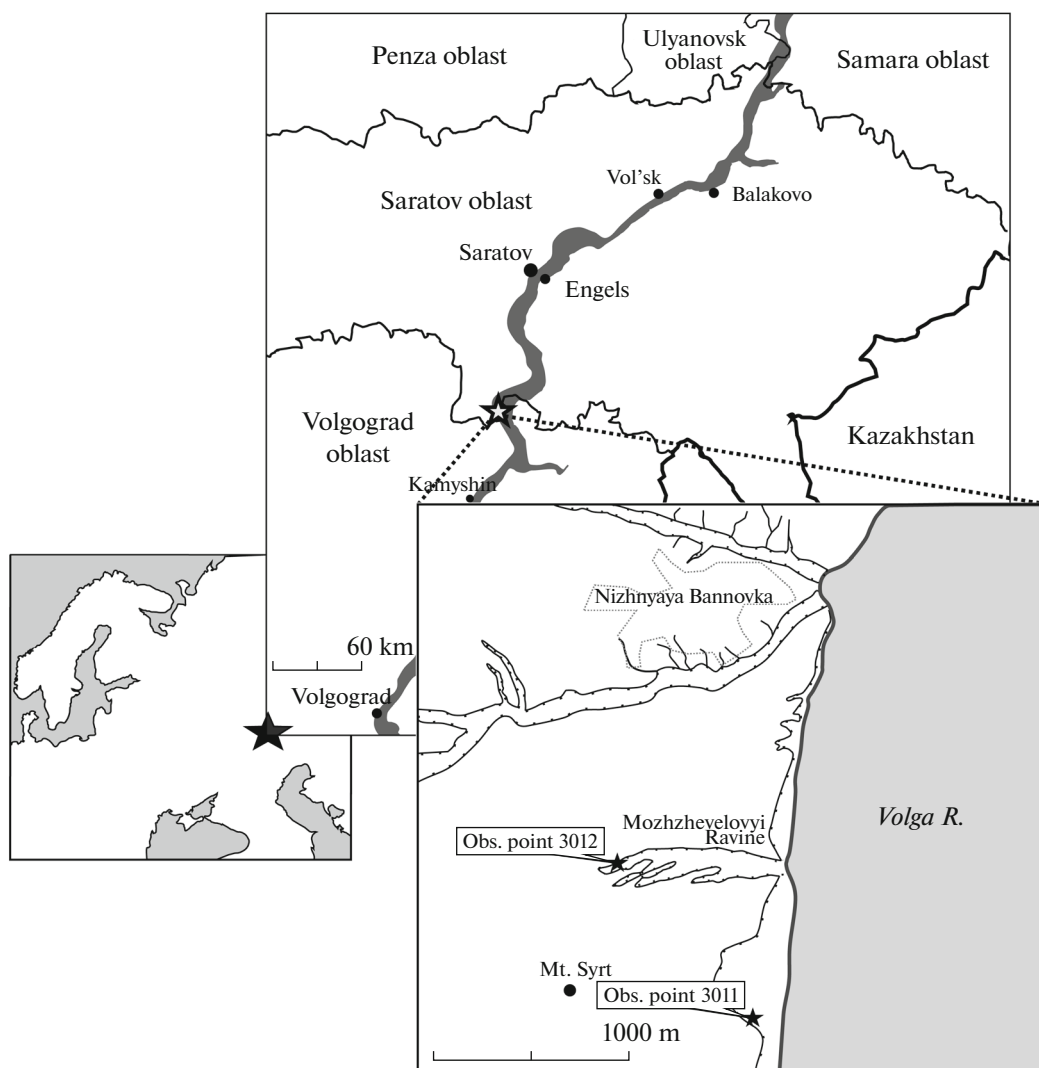 Penza oblast
Ulyanovsk
oblast
Samara oblast
Vol'sk
Balakovo
Saratov oblast
Saratov
Engels
Volgograd
oblast
Kazakhstan
Kamyshin
60 km
Volgograd
Nizhnyaya Bannovka
Mozhzhevelovyi
Ravine
Volga R.
Obs. point 3012
Mt. Syrt
Obs. point 3011
1000 m